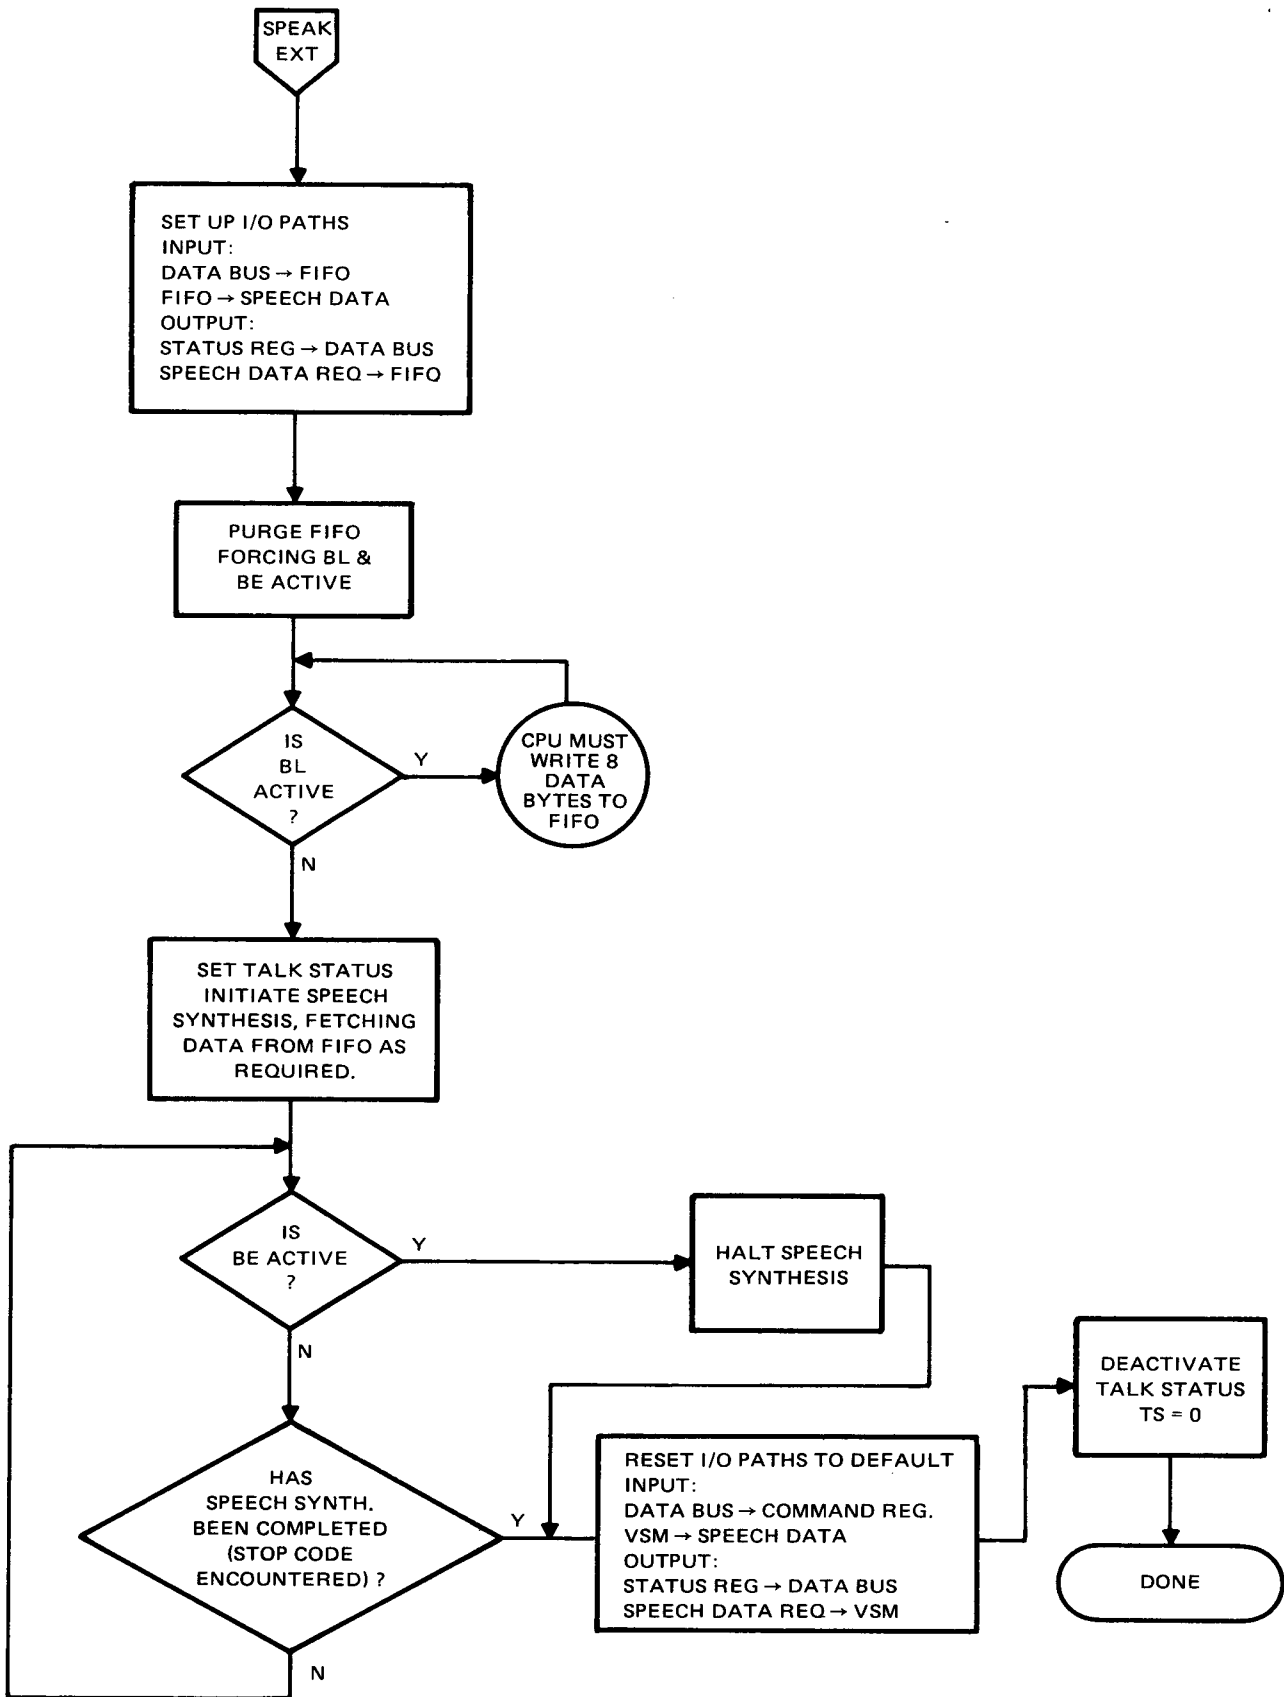 SPEAK
EXT
SET UP I/O PATHS
INPUT:
DATA BUS → FIFO
FIFO → SPEECH DATA
OUTPUT:
STATUS REG → DATA BUS
SPEECH DATA REQ → FIFO
PURGE FIFO
FORCING BL &
BE ACTIVE
IS
BL
ACTIVE
?
Y
CPU MUST
WRITE 8
DATA
BYTES TO
FIFO
N
SET TALK STATUS
INITIATE SPEECH
SYNTHESIS, FETCHING
DATA FROM FIFO AS
REQUIRED.
IS
BE ACTIVE
?
Y
HALT SPEECH
SYNTHESIS
N
HAS
SPEECH SYNTH.
BEEN COMPLETED
(STOP CODE
ENCOUNTERED) ?
Y
RESET I/O PATHS TO DEFAULT
INPUT:
DATA BUS → COMMAND REG.
VSM → SPEECH DATA
OUTPUT:
STATUS REG → DATA BUS
SPEECH DATA REQ → VSM
DEACTIVATE
TALK STATUS
TS = 0
DONE
N